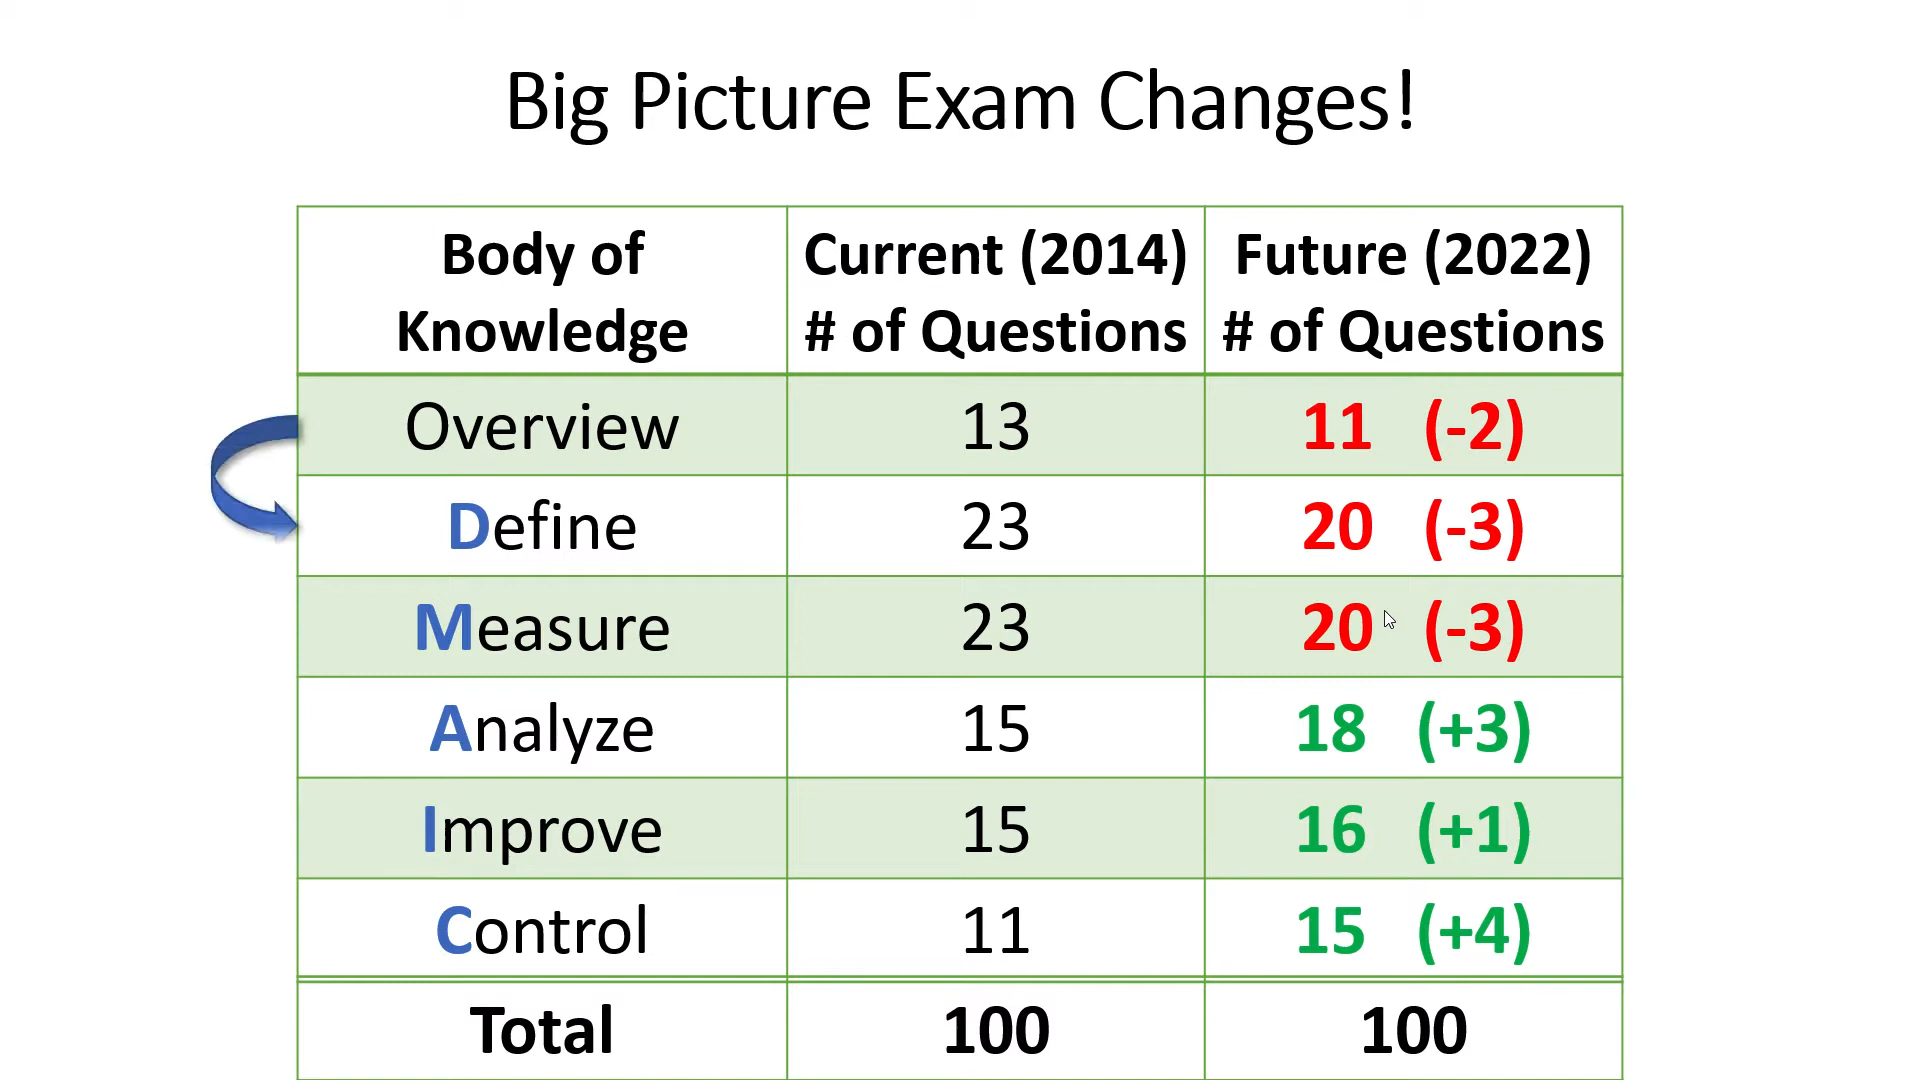 Big Picture Exam Changes!
Body of Knowledge Current (2014) # of Questions Future (2022) # of Questions
Overview 13 11 (-2)
Define 23 20 (-3)
Measure 23 20 (-3)
Analyze 15 18 (+3)
Improve 15 16 (+1)
Control 11 15 (+4)
Total 100 100